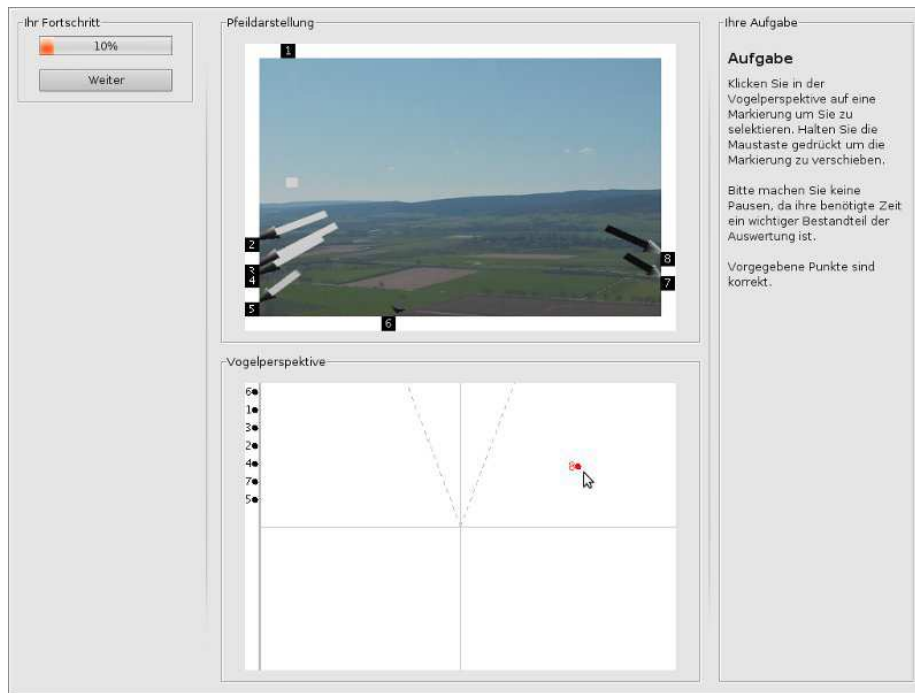 Ihr Fortschritt
10%
Weiter
Pfeildarstellung
1
2
3
4
5
6
8
7
Vogelperspektive
6
1
3
2
4
7
5
8
Ihre Aufgabe
Aufgabe
Klicken Sie in der
Vogelperspektive auf eine
Markierung um Sie zu
selektieren. Halten Sie die
Maustaste gedrückt um die
Markierung zu verschieben.
Bitte machen Sie keine
Pausen, da ihre benötigte Zeit
ein wichtiger Bestandteil der
Auswertung ist.
Vorgegebene Punkte sind
korrekt.